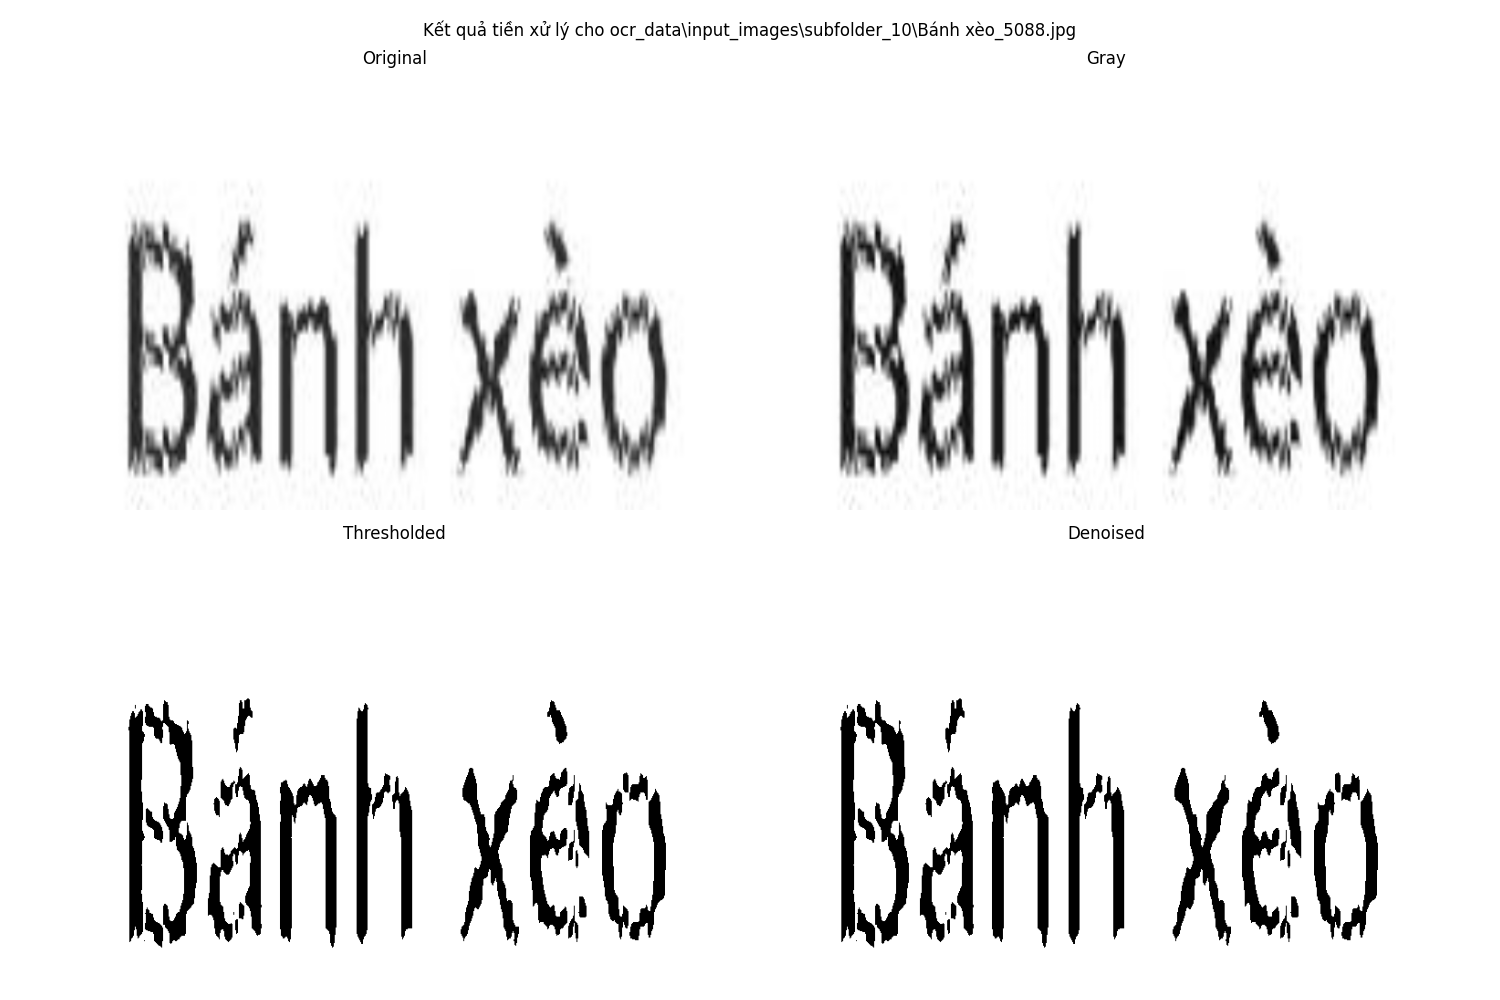 Kết quả tiền xử lý cho ocr_data\input_images\subfolder_10\Bánh xèo_5088.jpg
Original
Gray
Bánh xèo
Bánh xèo
Thresholded
Denoised
Bánh xèo
Bánh xèo